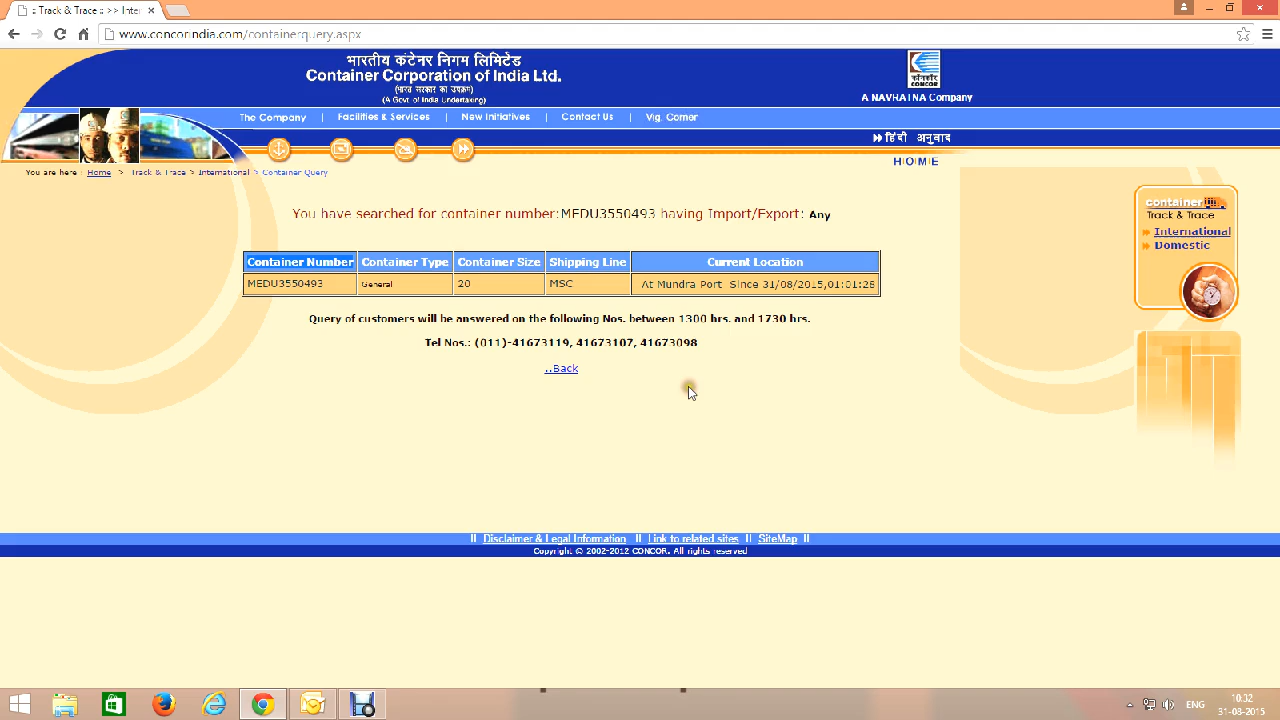 :: Track & Trace :: >> Inter
www.concorindia.com/containerquery.aspx
भारतीय कंटेनर निगम लिमिटेड
Container Corporation of India Ltd.
(भारत सरकार का उपक्रम)
(A Govt. of India Undertaking)
कॉनकॉर
CONCOR
A NAVRATNA Company
The Company | Facilities & Services | New Initiatives | Contact Us | Vig. Corner
हिंदी अनुवाद
H|O|M|E
You are here : Home > Track & Trace > International > Container Query
You have searched for container number:MEDU3550493 having Import/Export: Any
container
Track & Trace
International
Domestic
Container Number Container Type Container Size Shipping Line Current Location
MEDU3550493 General 20 MSC At Mundra Port Since 31/08/2015,01:01:28
Query of customers will be answered on the following Nos. between 1300 hrs. and 1730 hrs.
Tel Nos.: (011)-41673119, 41673107, 41673098
..Back
|| Disclaimer & Legal Information || Link to related sites || SiteMap ||
Copyright © 2002-2012 CONCOR. All rights reserved
ENG
10:32
31-08-2015